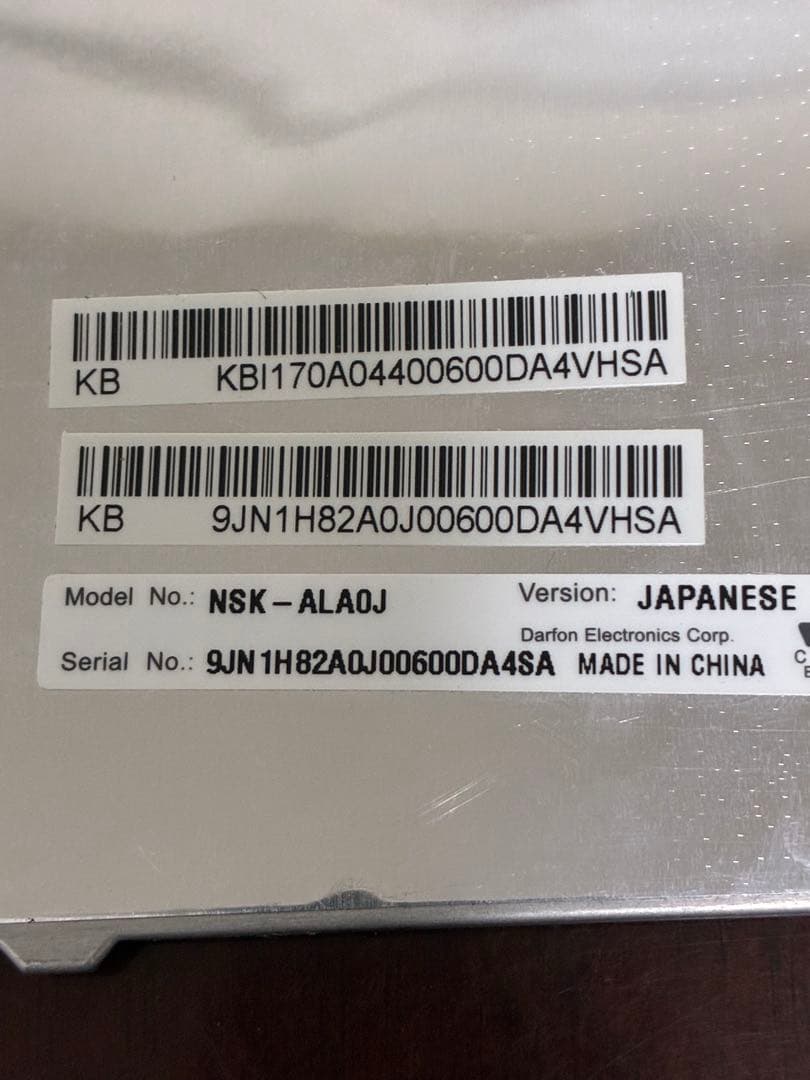 KB KBI170A04400600DA4VHSA
KB 9JN1H82A0J00600DA4VHSA
Model No.: NSK-ALA0J Version: JAPANESE
Darfon Electronics Corp.
Serial No.: 9JN1H82A0J00600DA4SA MADE IN CHINA